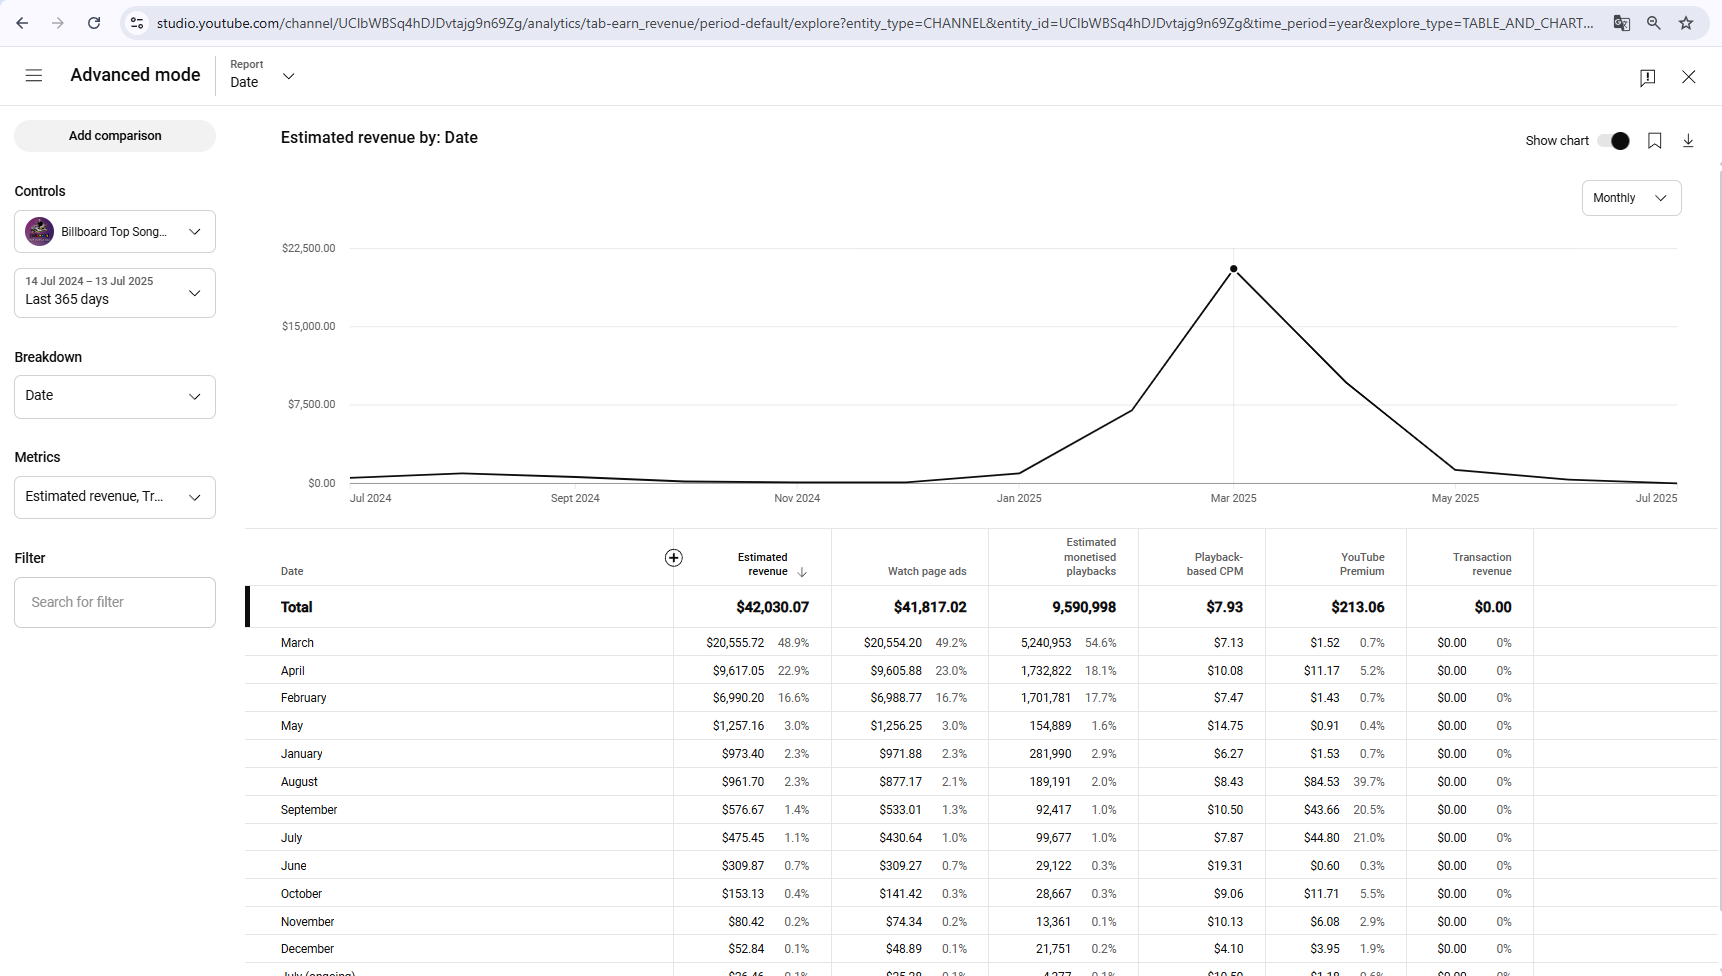 studio.youtube.com/channel/UCIbWBSq4hDJDvtajg9n69Zg/analytics/tab-earn_revenue/period-default/explore?entity_type=CHANNEL&entity_id=UCIbWBSq4hDJDvtajg9n69Zg&time_period=year&explore_type=TABLE_AND_CHART...
Advanced mode
Report
Date
Add comparison
Estimated revenue by: Date
Show chart
Controls
Billboard Top Song...
14 Jul 2024 – 13 Jul 2025
Last 365 days
Breakdown
Date
Metrics
Estimated revenue, Tr...
Filter
Search for filter
Monthly
$22,500.00
$15,000.00
$7,500.00
$0.00
Jul 2024 Sept 2024 Nov 2024 Jan 2025 Mar 2025 May 2025 Jul 2025
Date Estimated revenue Watch page ads Estimated monetised playbacks Playback-based CPM YouTube Premium Transaction revenue
Total $42,030.07 $41,817.02 9,590,998 $7.93 $213.06 $0.00
March $20,555.72 48.9% $20,554.20 49.2% 5,240,953 54.6% $7.13 $1.52 0.7% $0.00 0%
April $9,617.05 22.9% $9,605.88 23.0% 1,732,822 18.1% $10.08 $11.17 5.2% $0.00 0%
February $6,990.20 16.6% $6,988.77 16.7% 1,701,781 17.7% $7.47 $1.43 0.7% $0.00 0%
May $1,257.16 3.0% $1,256.25 3.0% 154,889 1.6% $14.75 $0.91 0.4% $0.00 0%
January $973.40 2.3% $971.88 2.3% 281,990 2.9% $6.27 $1.53 0.7% $0.00 0%
August $961.70 2.3% $877.17 2.1% 189,191 2.0% $8.43 $84.53 39.7% $0.00 0%
September $576.67 1.4% $533.01 1.3% 92,417 1.0% $10.50 $43.66 20.5% $0.00 0%
July $475.45 1.1% $430.64 1.0% 99,677 1.0% $7.87 $44.80 21.0% $0.00 0%
June $309.87 0.7% $309.27 0.7% 29,122 0.3% $19.31 $0.60 0.3% $0.00 0%
October $153.13 0.4% $141.42 0.3% 28,667 0.3% $9.06 $11.71 5.5% $0.00 0%
November $80.42 0.2% $74.34 0.2% 13,361 0.1% $10.13 $6.08 2.9% $0.00 0%
December $52.84 0.1% $48.89 0.1% 21,751 0.2% $4.10 $3.95 1.9% $0.00 0%
July (ongoing)